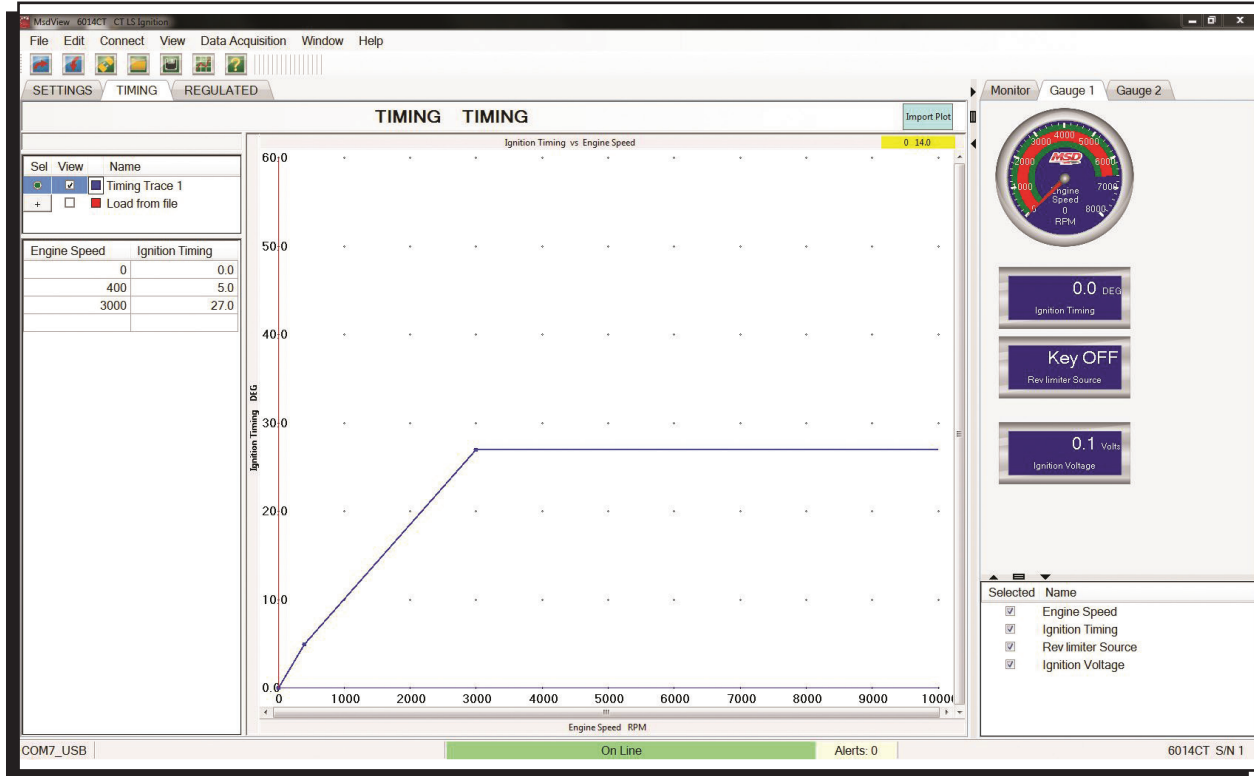 MsdView 6014CT CT LS Ignition
File Edit Connect View Data Acquisition Window Help
SETTINGS TIMING REGULATED
TIMING TIMING
Import Plot
Sel View Name
Timing Trace 1
+ Load from file
Engine Speed Ignition Timing
0 0.0
400 5.0
3000 27.0
Ignition Timing vs Engine Speed
0 14.0
60.0
50.0
40.0
30.0
20.0
10.0
0.0
Ignition Timing DEG
0 1000 2000 3000 4000 5000 6000 7000 8000 9000 10000
Engine Speed RPM
Monitor Gauge 1 Gauge 2
0 1000 2000 3000 4000 5000 6000 7000 8000
MSD
Engine
Speed
0
RPM
0.0 DEG
Ignition Timing
Key OFF
Rev limiter Source
0.1 Volts
Ignition Voltage
Selected Name
Engine Speed
Ignition Timing
Rev limiter Source
Ignition Voltage
COM7_USB On Line Alerts: 0 6014CT S/N 1